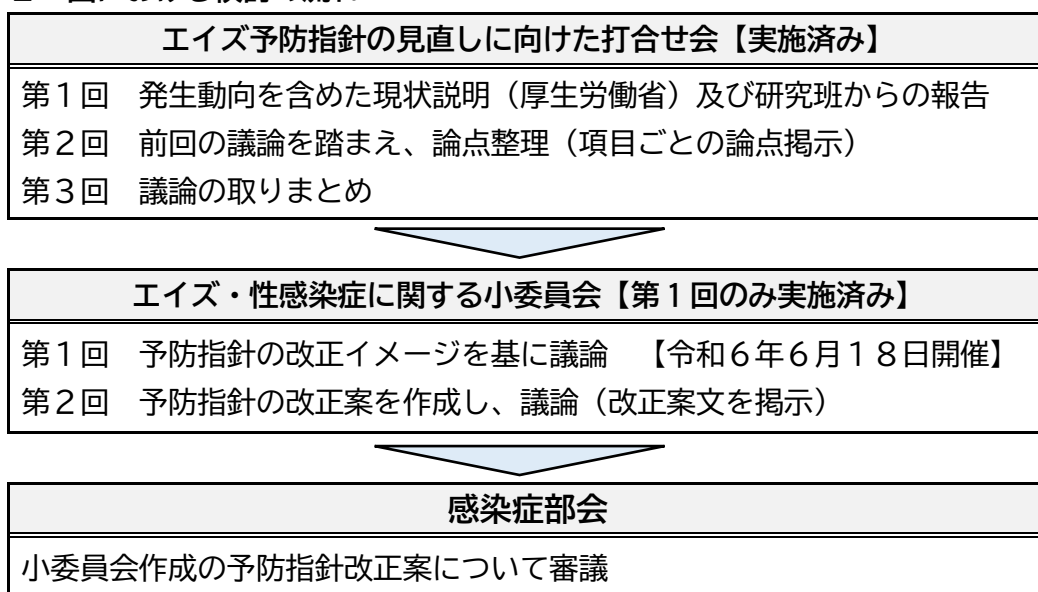 エイズ予防指針の見直しに向けた打合せ会【実施済み】
第１回　発生動向を含めた現状説明（厚生労働省）及び研究班からの報告
第２回　前回の議論を踏まえ、論点整理（項目ごとの論点掲示）
第３回　議論の取りまとめ
エイズ・性感染症に関する小委員会【第１回のみ実施済み】
第１回　予防指針の改正イメージを基に議論　【令和６年６月１８日開催】
第２回　予防指針の改正案を作成し、議論（改正案文を掲示）
感染症部会
小委員会作成の予防指針改正案について審議